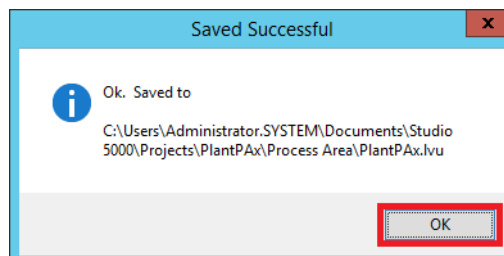 Saved Successful
x
Ok. Saved to
C:\Users\Administrator.SYSTEM\Documents\Studio
5000\Projects\PlantPAx\Process Area\PlantPAx.lvu
OK